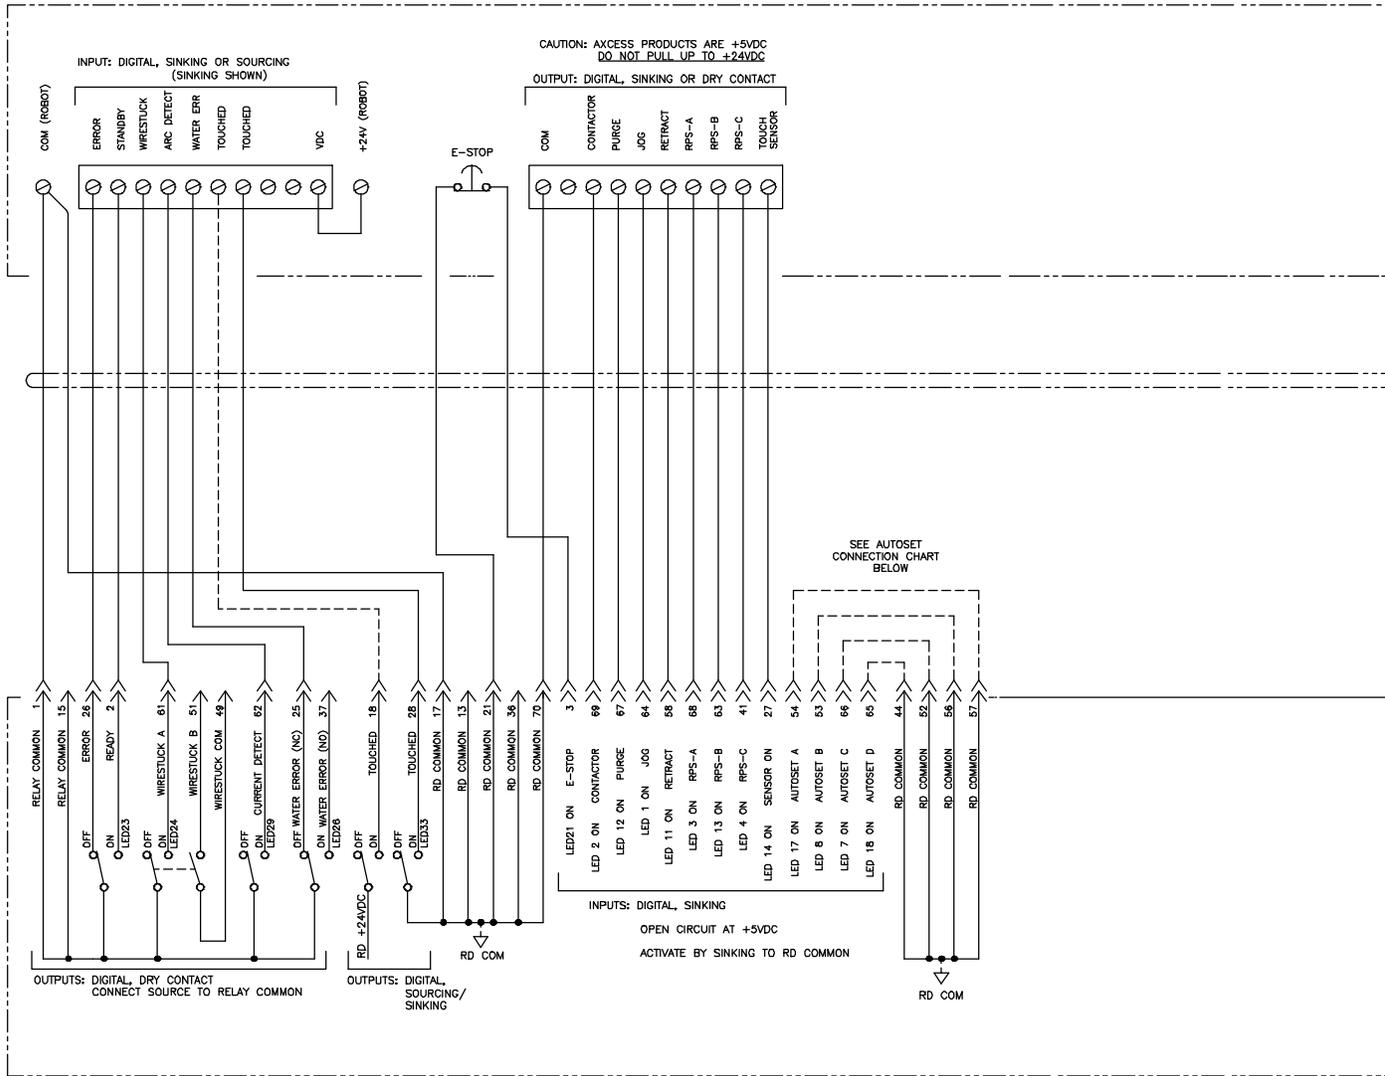 CAUTION: AXCESS PRODUCTS ARE +5VDC
DO NOT PULL UP TO +24VDC
INPUT: DIGITAL, SINKING OR SOURCING
(SINKING SHOWN)
OUTPUT: DIGITAL, SINKING OR DRY CONTACT
COM (ROBOT)
ERROR
STANDBY
WIRESTUCK
ARC DETECT
WATER ERR
TOUCHED
TOUCHED
VDC
+24V (ROBOT)
E-STOP
COM
CONTACTOR
PURGE
JOG
RETRACT
RPS-A
RPS-B
RPS-C
TOUCH
SENSOR
SEE AUTOSET
CONNECTION CHART
BELOW
RELAY COMMON 1
RELAY COMMON 15
ERROR 26
READY 2
WIRESTUCK A 61
WIRESTUCK B 51
WIRESTUCK COM 49
CURRENT DETECT 62
WATER ERROR (NC) 25
WATER ERROR (NO) 37
TOUCHED 18
TOUCHED 28
RD COMMON 17
RD COMMON 13
RD COMMON 21
RD COMMON 36
RD COMMON 70
LED21 ON E-STOP 3
LED 2 ON CONTACTOR 69
LED 12 ON PURGE 67
LED 1 ON JOG 64
LED 11 ON RETRACT 58
LED 3 ON RPS-A 68
LED 13 ON RPS-B 63
LED 4 ON RPS-C 41
LED 14 ON SENSOR ON 27
LED 17 ON AUTOSET A 54
LED 8 ON AUTOSET B 53
LED 7 ON AUTOSET C 66
LED 18 ON AUTOSET D 65
RD COMMON 44
RD COMMON 52
RD COMMON 56
RD COMMON 57
OFF
ON
LED23
OFF
ON
LED24
OFF
ON
LED29
OFF
ON
LED26
OFF
ON
OFF
ON
LED33
RD +24VDC
RD COM
INPUTS: DIGITAL, SINKING
OPEN CIRCUIT AT +5VDC
ACTIVATE BY SINKING TO RD COMMON
OUTPUTS: DIGITAL, DRY CONTACT
CONNECT SOURCE TO RELAY COMMON
OUTPUTS: DIGITAL,
SOURCING/
SINKING
RD COM